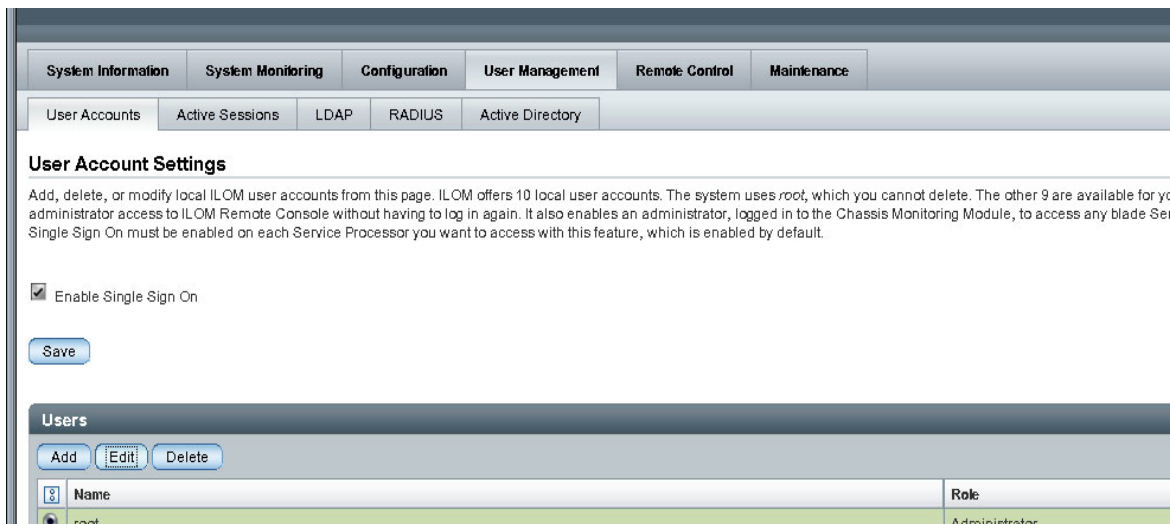 System Information System Monitoring Configuration User Management Remote Control Maintenance
User Accounts Active Sessions LDAP RADIUS Active Directory
User Account Settings
Add, delete, or modify local ILOM user accounts from this page. ILOM offers 10 local user accounts. The system uses root, which you cannot delete. The other 9 are available for
administrator access to ILOM Remote Console without having to log in again. It also enables an administrator, logged in to the Chassis Monitoring Module, to access any blade
Single Sign On must be enabled on each Service Processor you want to access with this feature, which is enabled by default.
Enable Single Sign On
Save
Users
Add Edit Delete
Name Role
root Administrator